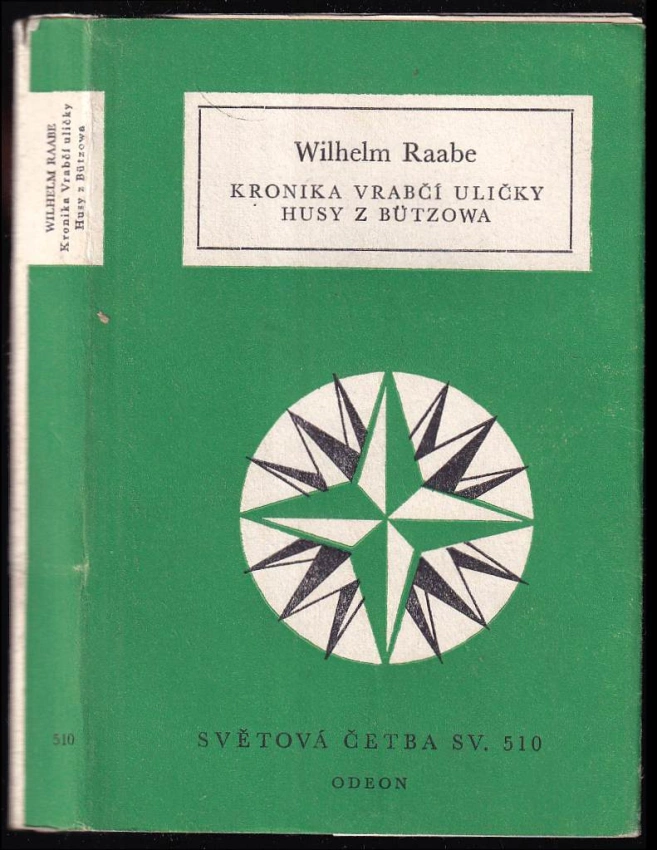 WILHELM RAABE
Kronika Vrabčí uličky
Husy z Bützowa
510
Wilhelm Raabe
KRONIKA VRABČÍ ULIČKY
HUSY Z BÜTZOWA
SVĚTOVÁ ČETBA SV. 510
ODEON